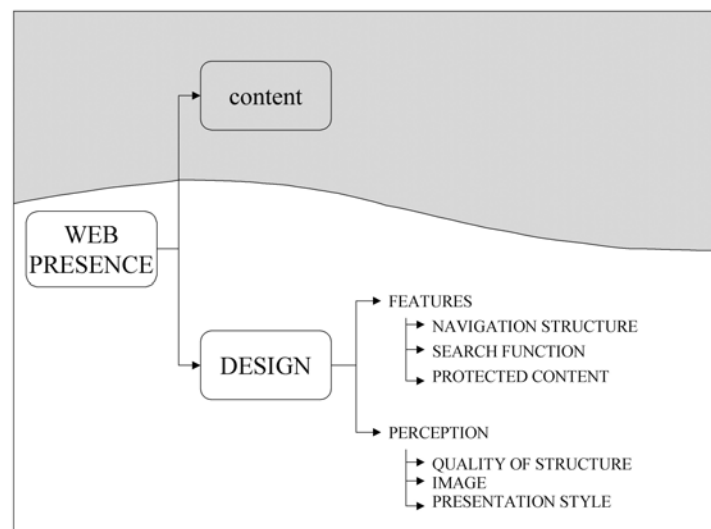 content
WEB
PRESENCE
DESIGN
FEATURES
NAVIGATION STRUCTURE
SEARCH FUNCTION
PROTECTED CONTENT
PERCEPTION
QUALITY OF STRUCTURE
IMAGE
PRESENTATION STYLE